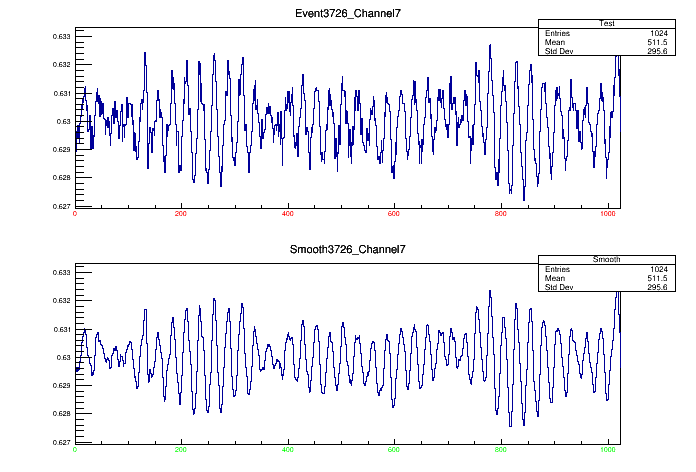 Event3726_Channel7
Test
Entries 1024
Mean 511.5
Std Dev 295.6
0.633
0.632
0.631
0.63
0.629
0.628
0.627
0 200 400 600 800 1000
Smooth3726_Channel7
Smooth
Entries 1024
Mean 511.5
Std Dev 295.6
0.633
0.632
0.631
0.63
0.629
0.628
0.627
0 200 400 600 800 1000